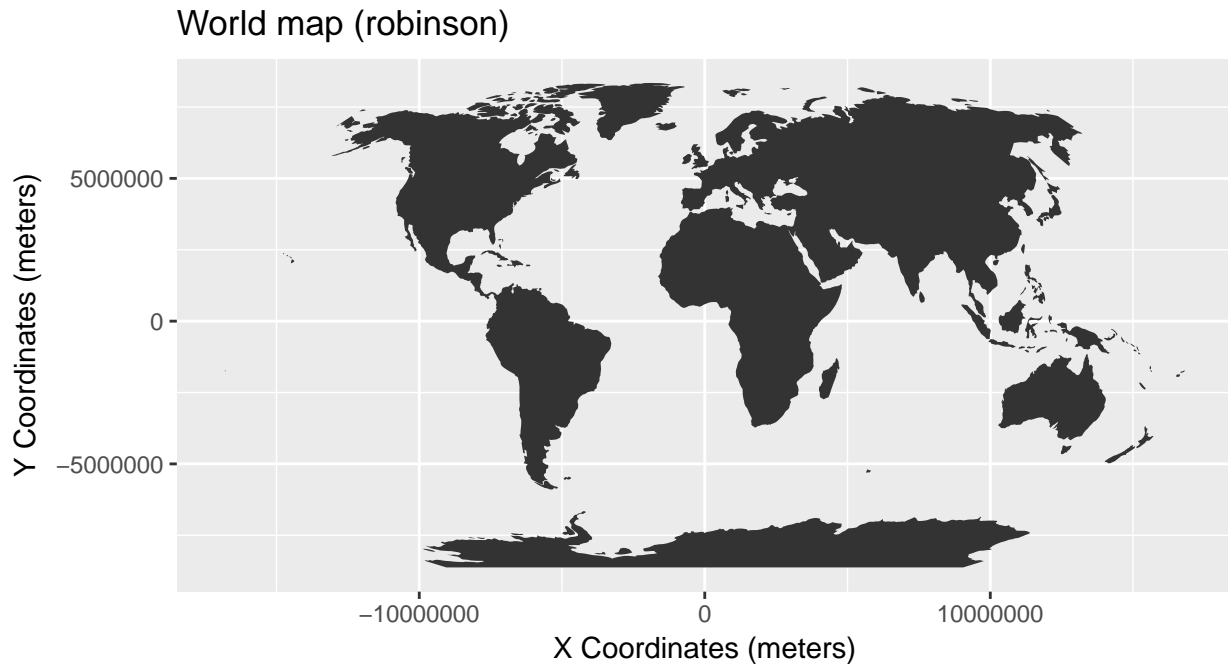 World map (robinson)
Y Coordinates (meters)
5000000
0
−5000000
−10000000
0
10000000
X Coordinates (meters)